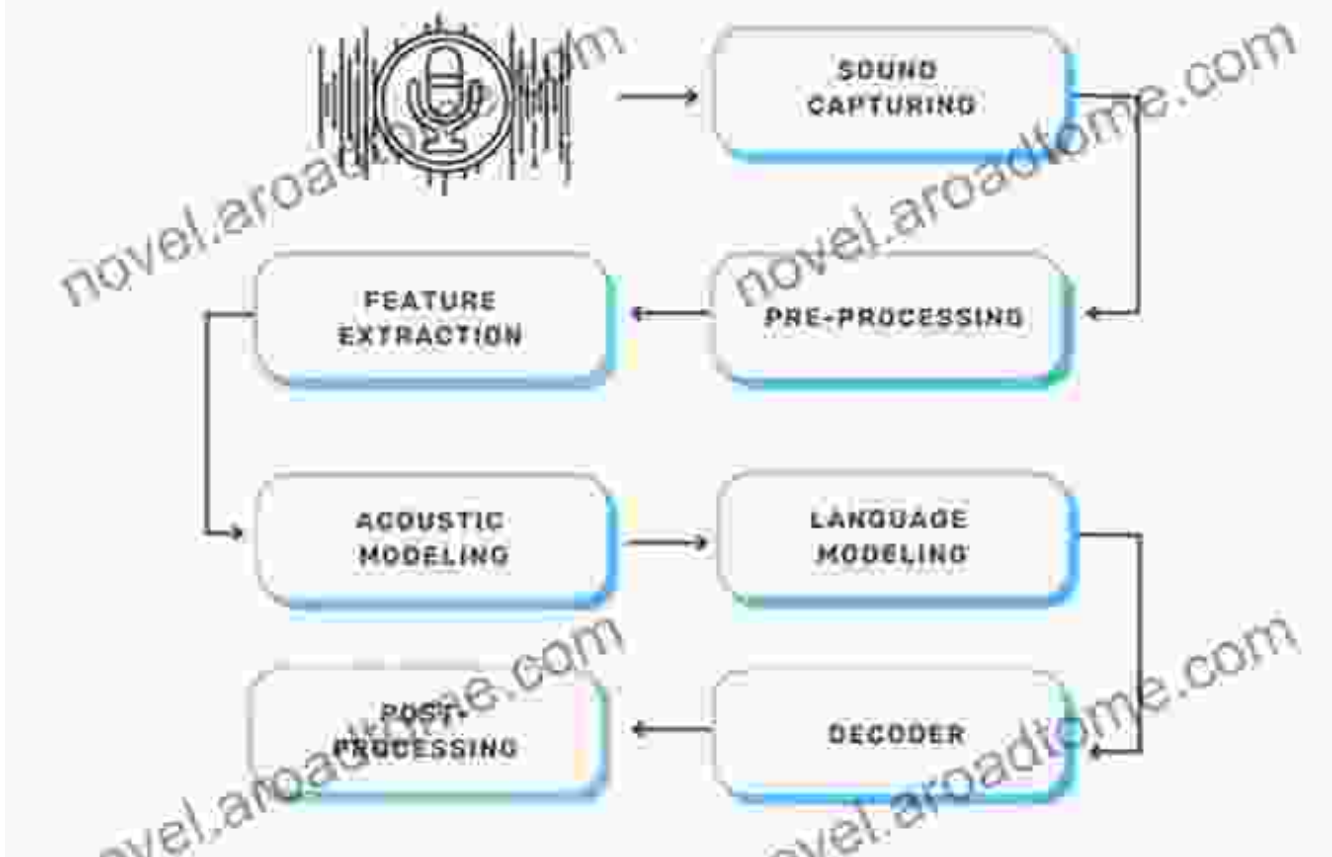 SOUND
CAPTURING
PRE-PROCESSING
FEATURE
EXTRACTION
ACOUSTIC
MODELING
LANGUAGE
MODELING
DECODER
POST-
PROCESSING
novel.aroadtome.com
novel.aroadtome.com
novel.aroadtome.com
novel.aroadtome.com